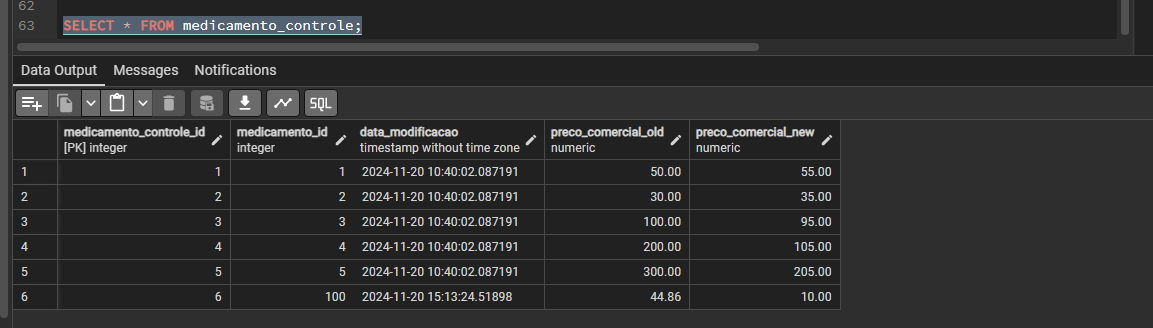 62
63 SELECT * FROM medicamento_controle;
Data Output Messages Notifications
SQL
medicamento_controle_id medicamento_id data_modificacao preco_comercial_old preco_comercial_new
[PK] integer integer timestamp without time zone numeric numeric
1 1 1 2024-11-20 10:40:02.087191 50.00 55.00
2 2 2 2024-11-20 10:40:02.087191 30.00 35.00
3 3 3 2024-11-20 10:40:02.087191 100.00 95.00
4 4 4 2024-11-20 10:40:02.087191 200.00 105.00
5 5 5 2024-11-20 10:40:02.087191 300.00 205.00
6 6 100 2024-11-20 15:13:24.51898 44.86 10.00